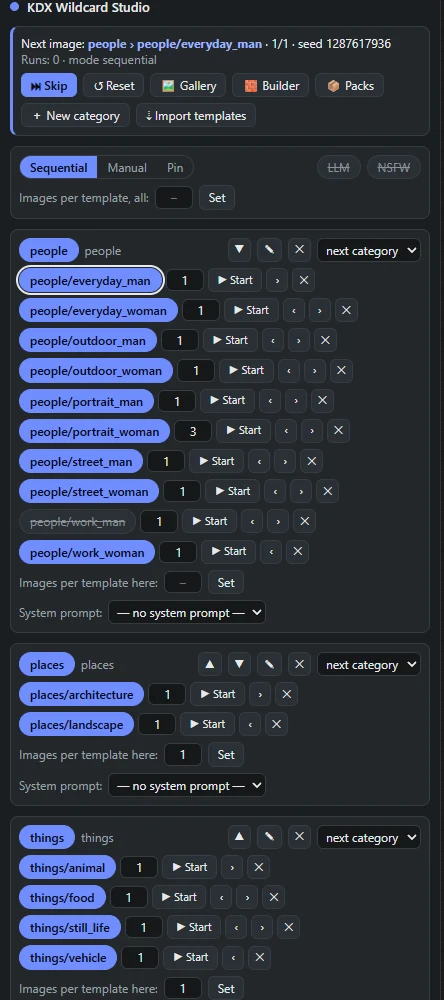 KDX Wildcard Studio
Next image: people › people/everyday_man · 1/1 · seed 1287617936
Runs: 0 · mode sequential
⏭ Skip ↺ Reset 🖼 Gallery 🧱 Builder 📦 Packs
+ New category ⇣ Import templates
Sequential Manual Pin LLM NSFW
Images per template, all: – Set
people people ▼ ✎ ✕ next category
people/everyday_man 1 ▶ Start › ✕
people/everyday_woman 1 ▶ Start ‹ › ✕
people/outdoor_man 1 ▶ Start ‹ › ✕
people/outdoor_woman 1 ▶ Start ‹ › ✕
people/portrait_man 1 ▶ Start ‹ › ✕
people/portrait_woman 3 ▶ Start ‹ › ✕
people/street_man 1 ▶ Start ‹ › ✕
people/street_woman 1 ▶ Start ‹ › ✕
people/work_man 1 ▶ Start ‹ › ✕
people/work_woman 1 ▶ Start ‹ ✕
Images per template here: – Set
System prompt: — no system prompt —
places places ▲ ▼ ✎ ✕ next category
places/architecture 1 ▶ Start › ✕
places/landscape 1 ▶ Start ‹ ✕
Images per template here: 1 Set
System prompt: — no system prompt —
things things ▲ ✎ ✕ next category
things/animal 1 ▶ Start › ✕
things/food 1 ▶ Start ‹ › ✕
things/still_life 1 ▶ Start ‹ › ✕
things/vehicle 1 ▶ Start ‹ ✕
Images per template here: 1 Set